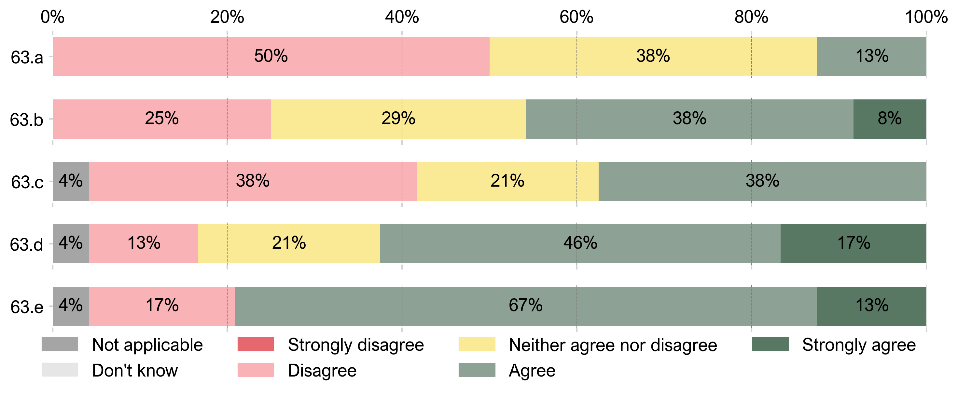 0% 20% 40% 60% 80% 100%
63.a 50% 38% 13%
63.b 25% 29% 38% 8%
63.c 4% 38% 21% 38%
63.d 4% 13% 21% 46% 17%
63.e 4% 17% 67% 13%
Not applicable Strongly disagree Neither agree nor disagree Strongly agree
Don't know Disagree Agree